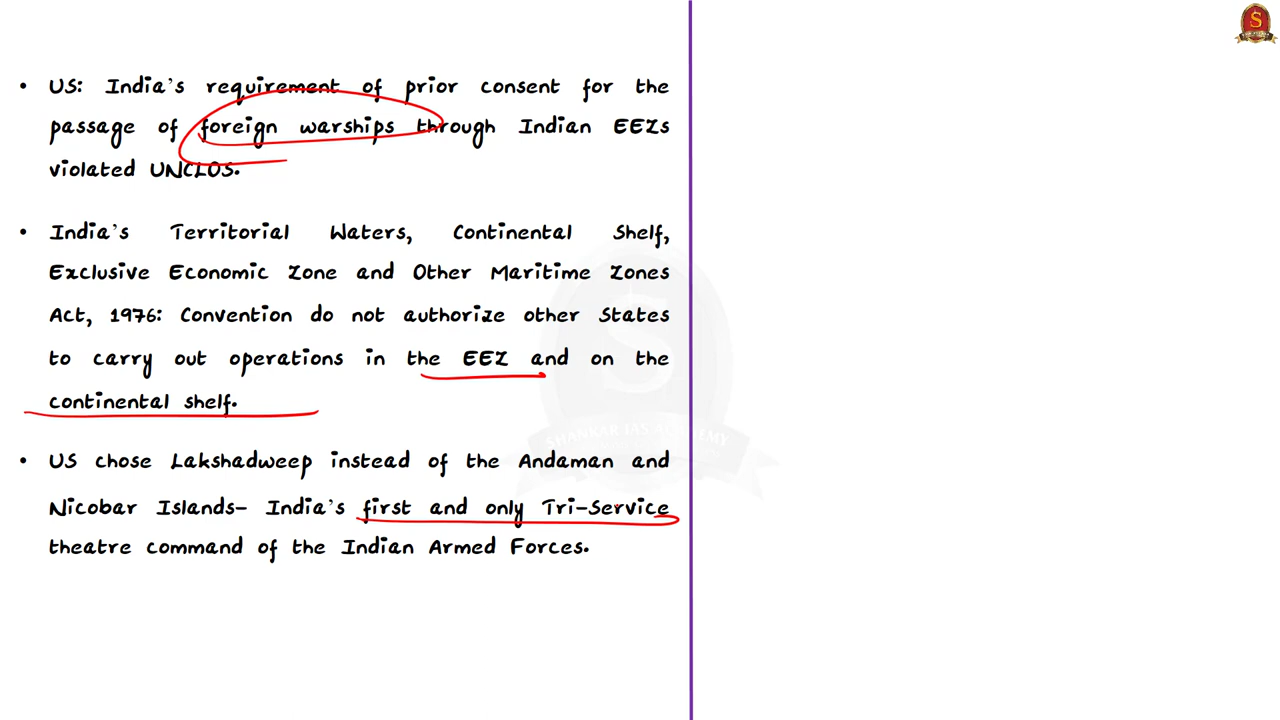 • US: India's requirement of prior consent for the
passage of foreign warships through Indian EEZs
violated UNCLOS.
• India's Territorial Waters, Continental Shelf,
Exclusive Economic Zone and Other Maritime Zones
Act, 1976: Convention do not authorize other States
to carry out operations in the EEZ and on the
continental shelf.
• US chose Lakshadweep instead of the Andaman and
Nicobar Islands- India's first and only Tri-Service
theatre command of the Indian Armed Forces.
S
SHANKAR IAS ACADEMY
S